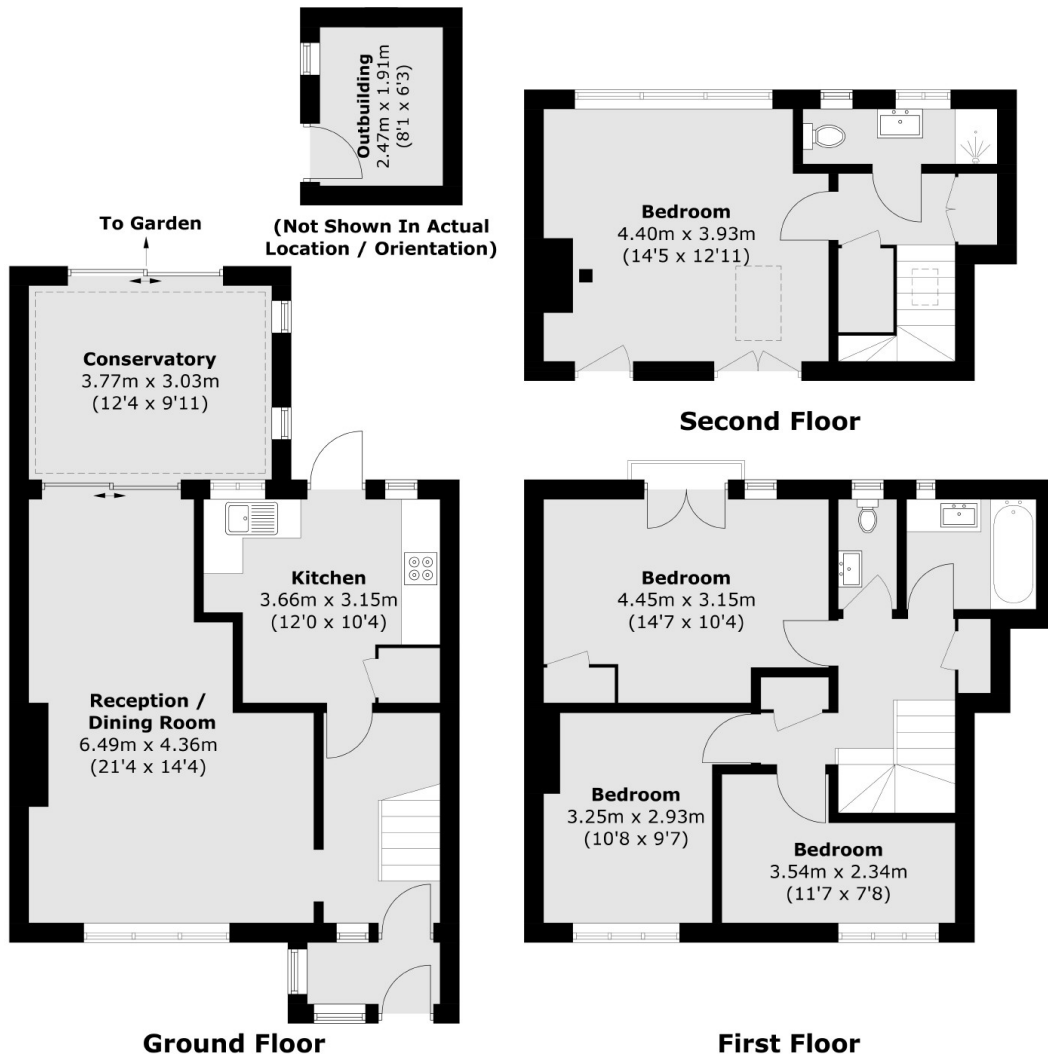 Outbuilding
2.47m x 1.91m
(8'1 x 6'3)
(Not Shown In Actual
Location / Orientation)
To Garden
Conservatory
3.77m x 3.03m
(12'4 x 9'11)
Kitchen
3.66m x 3.15m
(12'0 x 10'4)
Reception /
Dining Room
6.49m x 4.36m
(21'4 x 14'4)
Ground Floor
Bedroom
4.40m x 3.93m
(14'5 x 12'11)
Second Floor
Bedroom
4.45m x 3.15m
(14'7 x 10'4)
Bedroom
3.25m x 2.93m
(10'8 x 9'7)
Bedroom
3.54m x 2.34m
(11'7 x 7'8)
First Floor